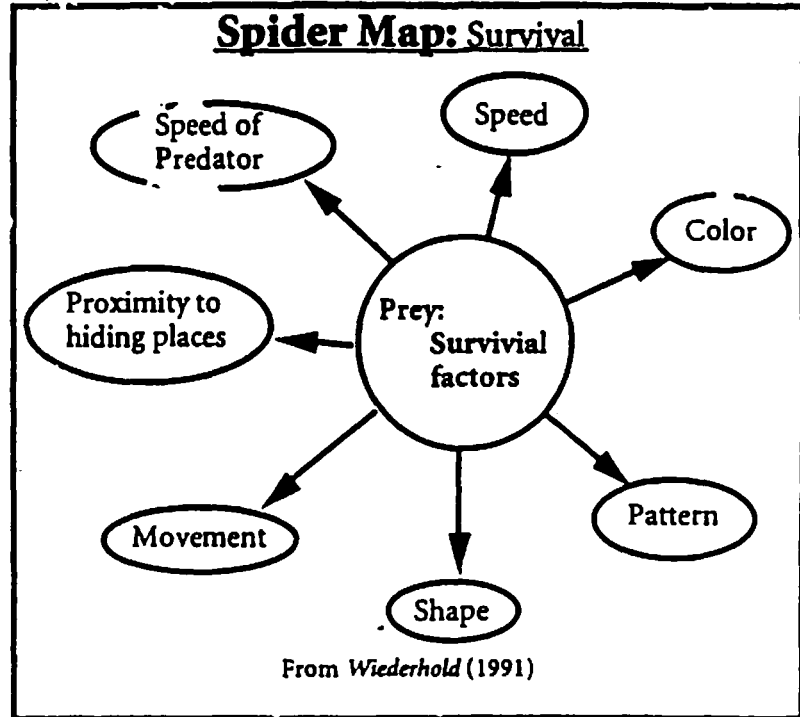 Spider Map: Survival
Speed of
Predator
Speed
Color
Proximity to
hiding places
Prey:
Survivial
factors
Movement
Pattern
Shape
From Wiederhold (1991)